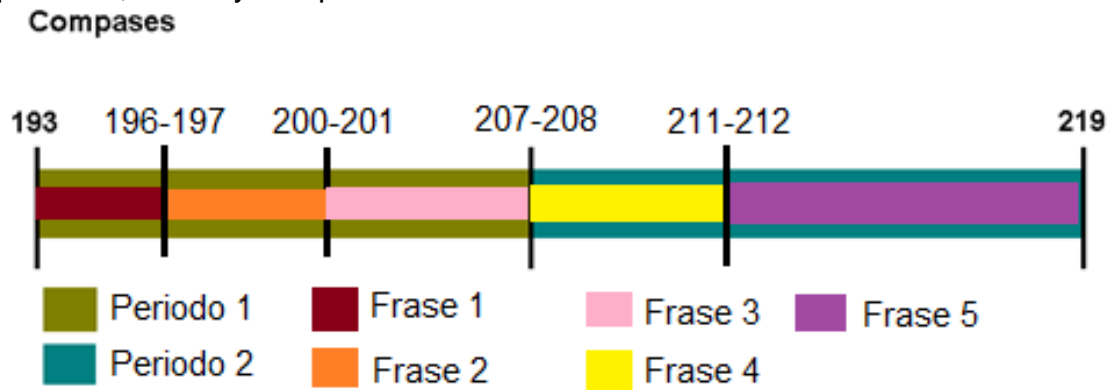 Compases
193 196-197 200-201 207-208 211-212 219
Periodo 1 Frase 1 Frase 3 Frase 5
Periodo 2 Frase 2 Frase 4